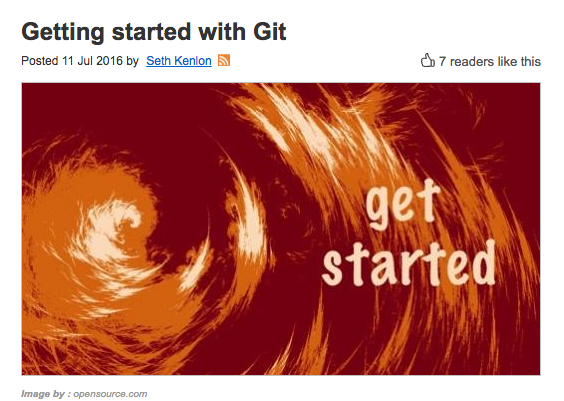 Getting started with Git
Posted 11 Jul 2016 by Seth Kenlon
7 readers like this
get
started
Image by : opensource.com